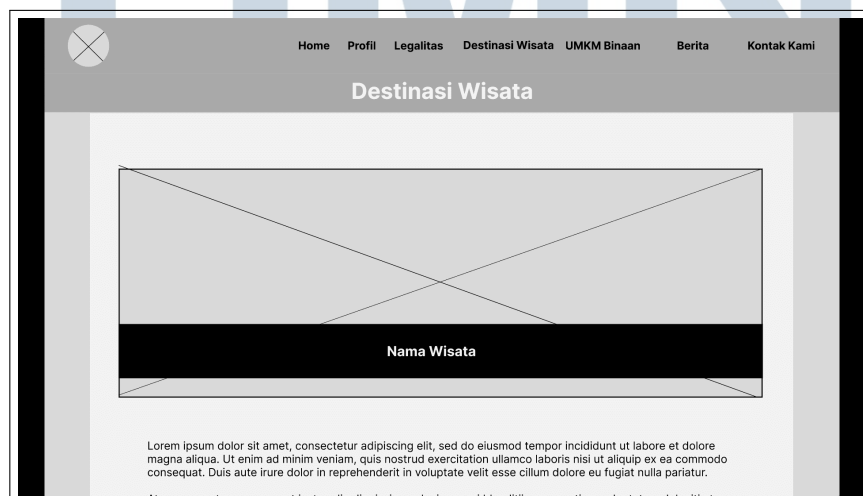 Home Profil Legalitas Destinasi Wisata UMKM Binaan Berita Kontak Kami
Destinasi Wisata
Nama Wisata
Lorem ipsum dolor sit amet, consectetur adipiscing elit, sed do eiusmod tempor incididunt ut labore et dolore
magna aliqua. Ut enim ad minim veniam, quis nostrud exercitation ullamco laboris nisi ut aliquip ex ea commodo
consequat. Duis aute irure dolor in reprehenderit in voluptate velit esse cillum dolore eu fugiat nulla pariatur.